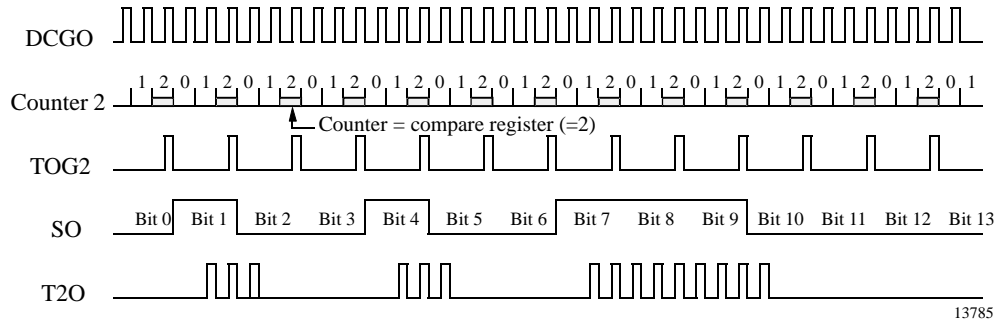 DCGO
1 2 0 1 2 0 1 2 0 1 2 0 1 2 0 1 2 0 1 2 0 1 2 0 1 2 0 1 2 0 1 2 0 1 2 0 1 2 0 1
Counter 2
Counter = compare register (=2)
TOG2
SO
Bit 0 Bit 1 Bit 2 Bit 3 Bit 4 Bit 5 Bit 6 Bit 7 Bit 8 Bit 9 Bit 10 Bit 11 Bit 12 Bit 13
T2O
13785